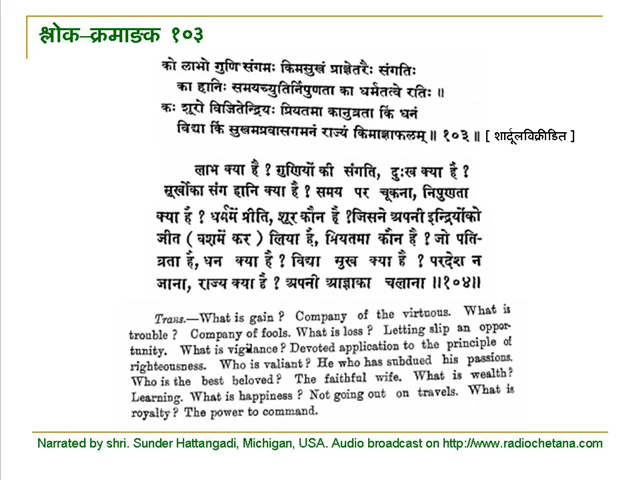 श्लोक–क्रमाङक १०३
को लाभो गुणि संगमः किमसुखं प्राज्ञेतरैः संगतिः
का हानिः समयच्युतिर्निपुणता का धर्मतत्वे रतिः ॥
कः शूरो विजितेन्द्रियः प्रियतमा कानुव्रता किं धनं
विद्या किं सुखमप्रवासगमनं राज्यं किमाज्ञाफलम् ॥ १०३ ॥ [ शार्दूलविक्रीडित ]
लाभ क्या है ? गुणियों की संगति, दुःख क्या है ?
मूर्खोका संग हानि क्या है ? समय पर चूकना, निपुणता
क्या है ? धर्ममें प्रीति, शूर कौन है ?जिसने अपनी इन्द्रियोंको
जीत ( वशमें कर ) लिया है, प्रियतमा कौन है ? जो पति-
व्रता है, धन क्या है ? विद्या सुख क्या है ? परदेश न
जाना, राज्य क्या है ? अपनी आज्ञाका चलाना ॥१०४॥
Trans.—What is gain ? Company of the virtuous. What is
trouble ? Company of fools. What is loss ? Letting slip an oppor-
tunity. What is vigilance ? Devoted application to the principle of
righteousness. Who is valiant ? He who has subdued his passions.
Who is the best beloved ? The faithful wife. What is wealth?
Learning. What is happiness ? Not going out on travels. What is
royalty ? The power to command.
Narrated by shri. Sunder Hattangadi, Michigan, USA. Audio broadcast on http://www.radiochetana.com